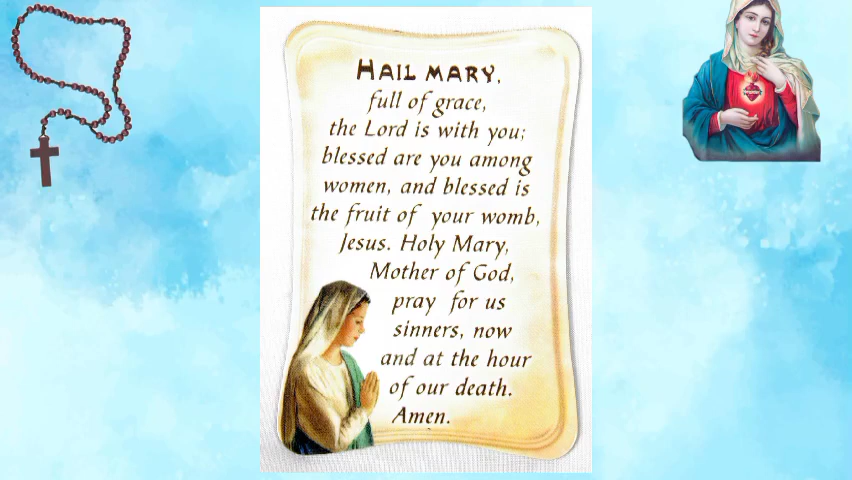 HAIL MARY,
full of grace,
the Lord is with you;
blessed are you among
women, and blessed is
the fruit of your womb,
Jesus. Holy Mary,
Mother of God,
pray for us
sinners, now
and at the hour
of our death.
Amen.